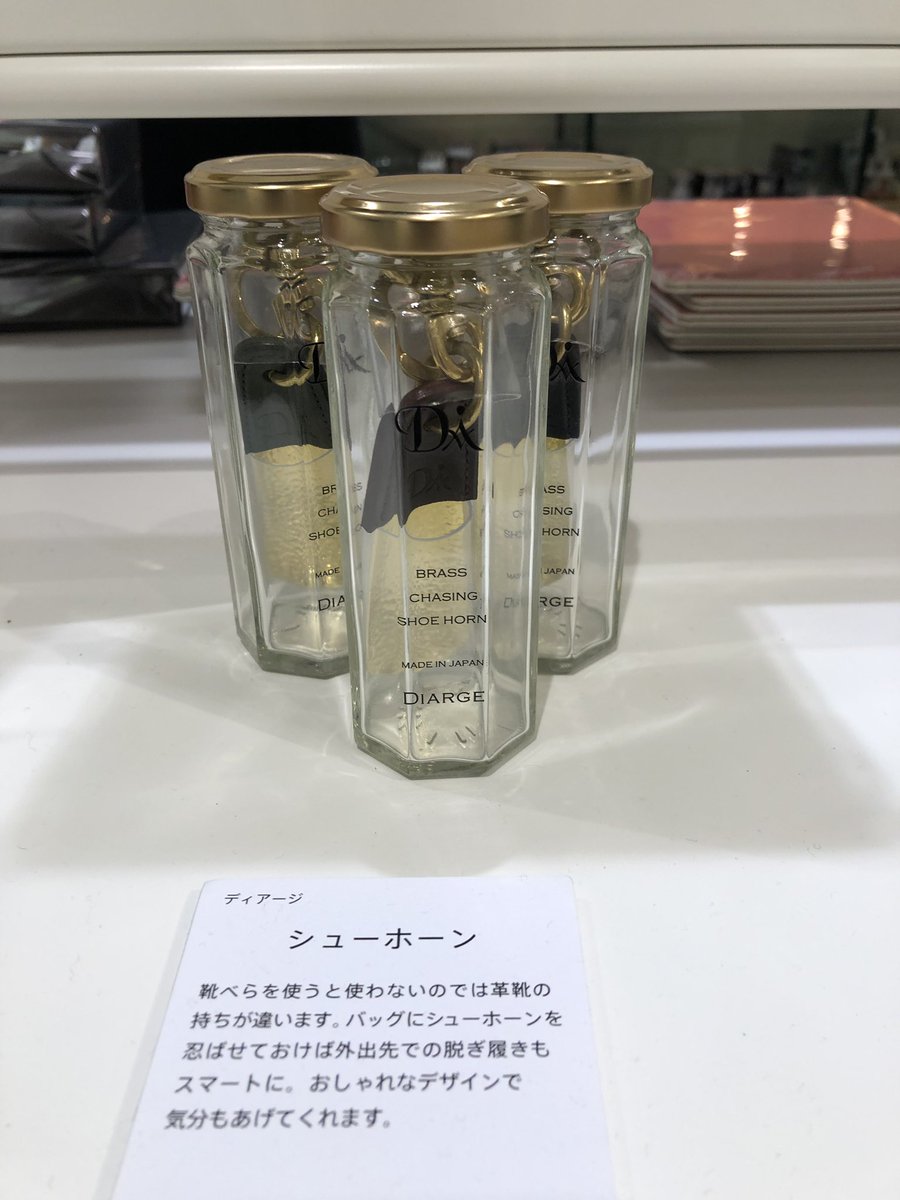 BRASS
CHASING
SHOE HORN
MADE IN JAPAN
DIARGE
ディアージ
シューホーン
靴べらを使うと使わないのでは革靴の
持ちが違います。バッグにシューホーンを
忍ばせておけば外出先での脱ぎ履きも
スマートに。おしゃれなデザインで
気分もあげてくれます。